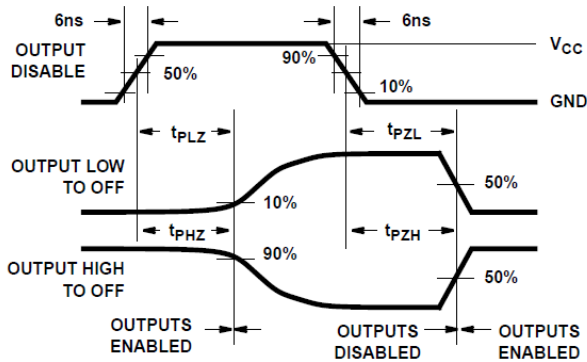 6ns
6ns
OUTPUT
DISABLE
90%
50%
10%
VCC
GND
tPLZ
tPZL
OUTPUT LOW
TO OFF
10%
50%
tPHZ
tPZH
90%
OUTPUT HIGH
TO OFF
50%
OUTPUTS
ENABLED
OUTPUTS
DISABLED
OUTPUTS
ENABLED